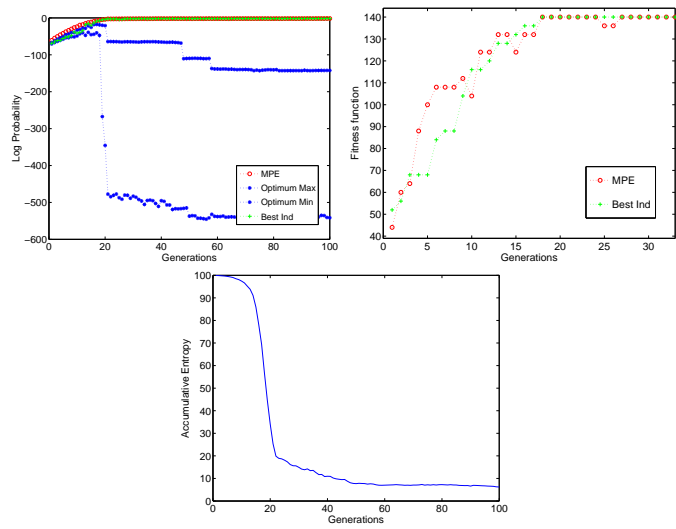 0
−100
−200
−300
−400
−500
−600
Log Probability
0 20 40 60 80 100
Generations
MPE
Optimum Max
Optimum Min
Best Ind
140
130
120
110
100
90
80
70
60
50
40
Fitness function
0 5 10 15 20 25 30
Generations
MPE
Best Ind
100
90
80
70
60
50
40
30
20
10
0
Accumulative Entropy
0 20 40 60 80 100
Generations